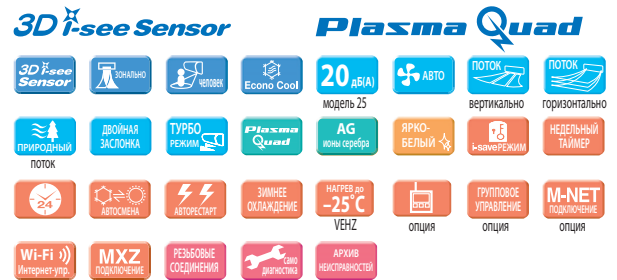 3D i-see Sensor
Plasma Quad
3D i-see
Sensor
ЗОНАЛЬНО
ЧЕЛОВЕК
Econo Cool
20 дБ(А)
АВТО
ПОТОК
ПОТОК
модель 25
вертикально
горизонтально
ПРИРОДНЫЙ
поток
ДВОЙНАЯ
ЗАСЛОНКА
ТУРБО
РЕЖИМ
Plasma
Quad
AG
ионы серебра
ЯРКО-
БЕЛЫЙ
i-save РЕЖИМ
НЕДЕЛЬНЫЙ
ТАЙМЕР
24
АВТОСМЕНА
АВТОРЕСТАРТ
ЗИМНЕЕ
ОХЛАЖДЕНИЕ
НАГРЕВ до
–25°C
VEHZ
опция
ГРУППОВОЕ
УПРАВЛЕНИЕ
опция
M-NET
ПОДКЛЮЧЕНИЕ
опция
Wi-Fi
Интернет-упр.
MXZ
ПОДКЛЮЧЕНИЕ
РЕЗЬБОВЫЕ
СОЕДИНЕНИЯ
Само
диагностика
АРХИВ
НЕИСПРАВНОСТЕЙ